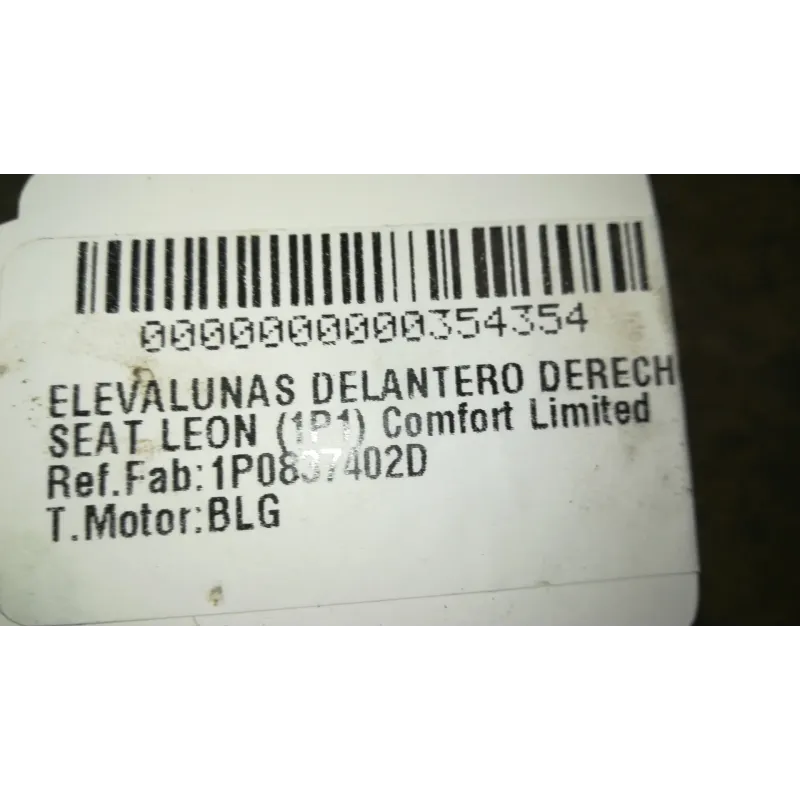 0000000000354354
ELEVALUNAS DELANTERO DERECH
SEAT LEON (1P1) Comfort Limited
Ref.Fab:1P0837402D
T.Motor:BLG